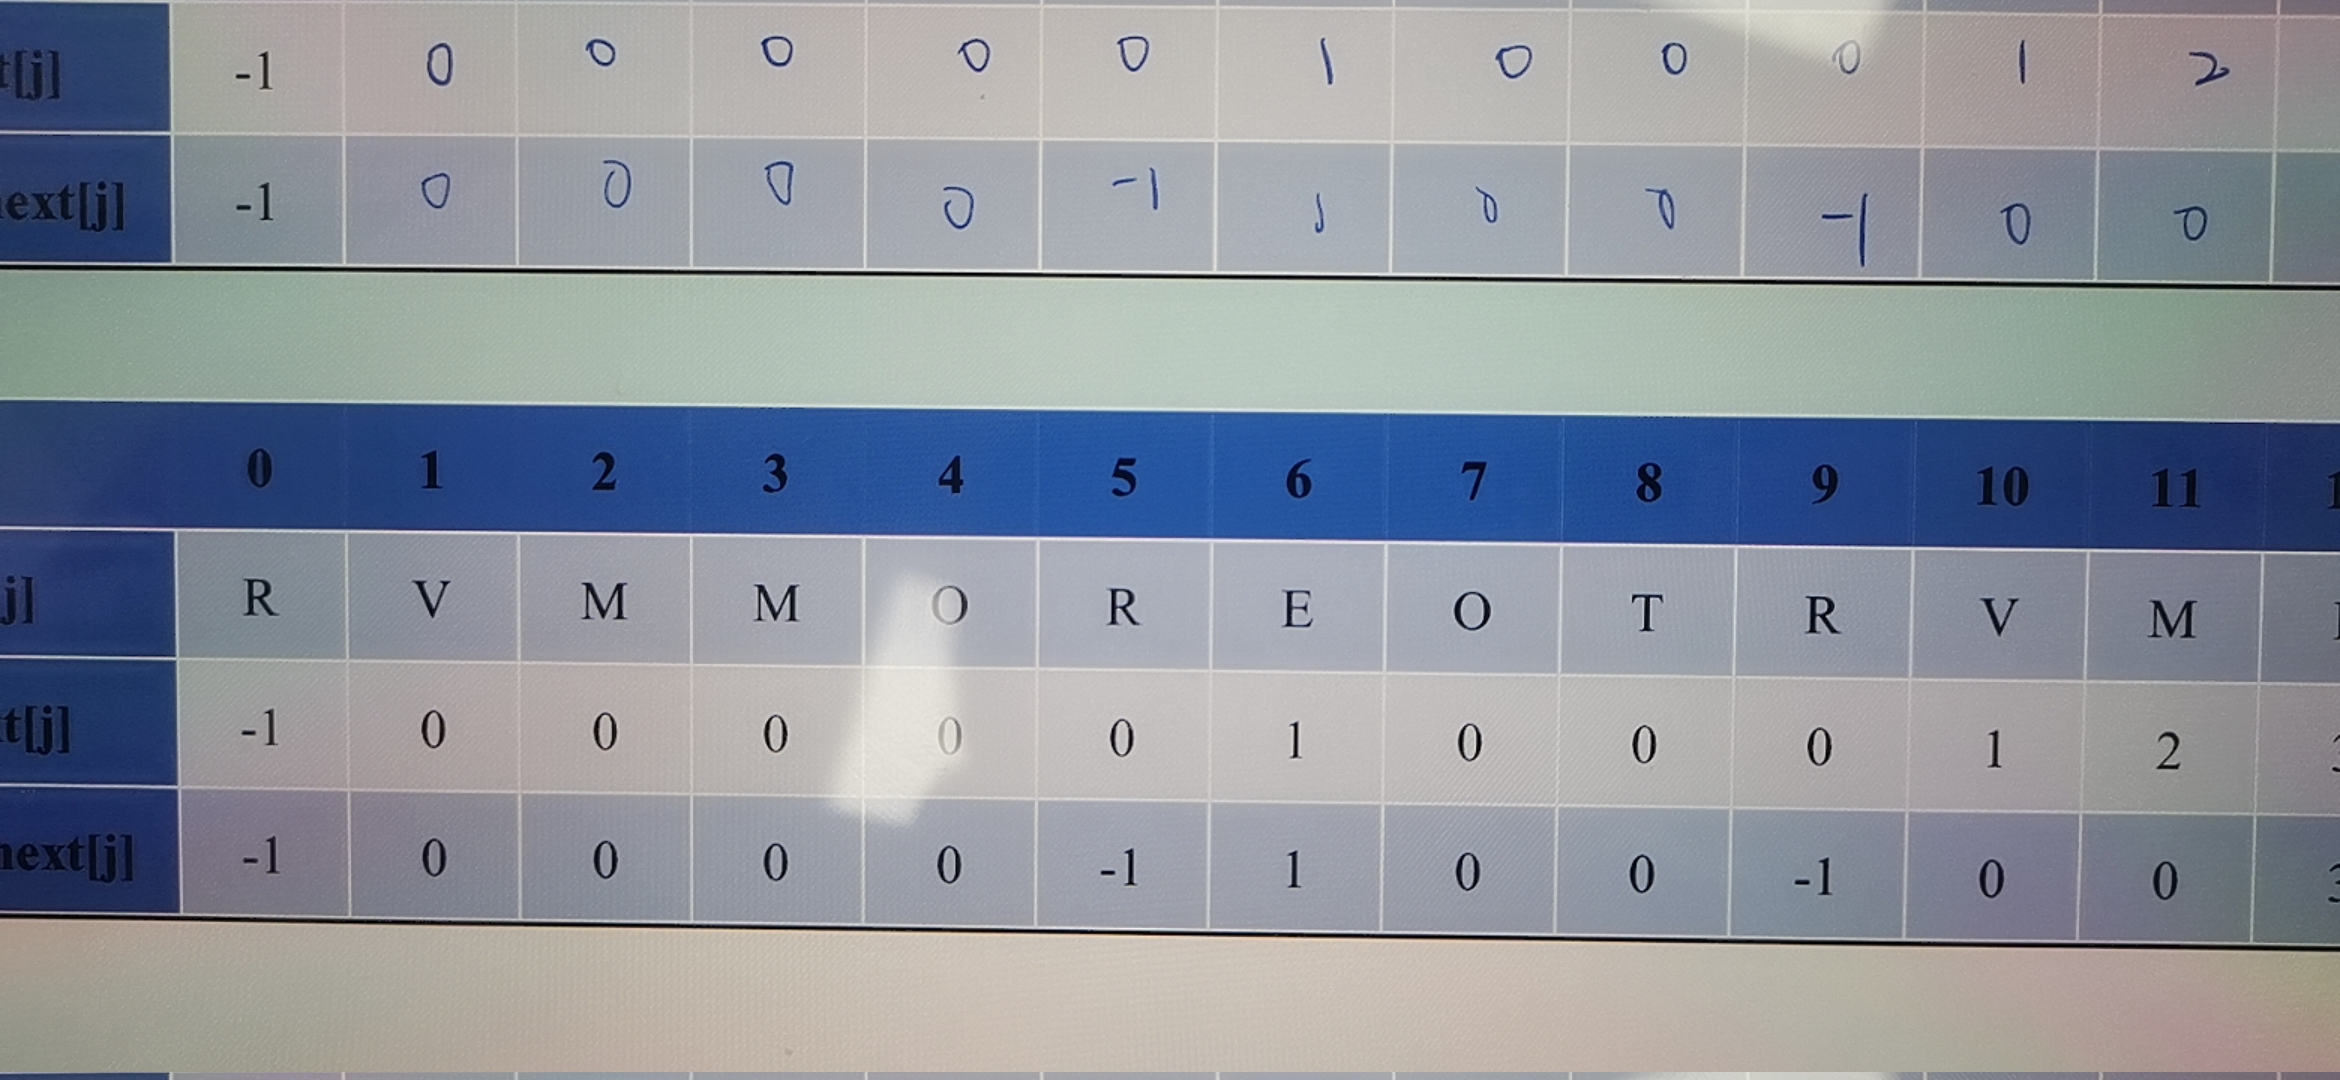 t[j] -1 0 0 0 0 0 1 0 0 0 1 2
ext[j] -1 0 0 0 0 -1 1 0 0 -1 0 0
0 1 2 3 4 5 6 7 8 9 10 11
j] R V M M O R E O T R V M
t[j] -1 0 0 0 0 0 1 0 0 0 1 2
next[j] -1 0 0 0 0 -1 1 0 0 -1 0 0